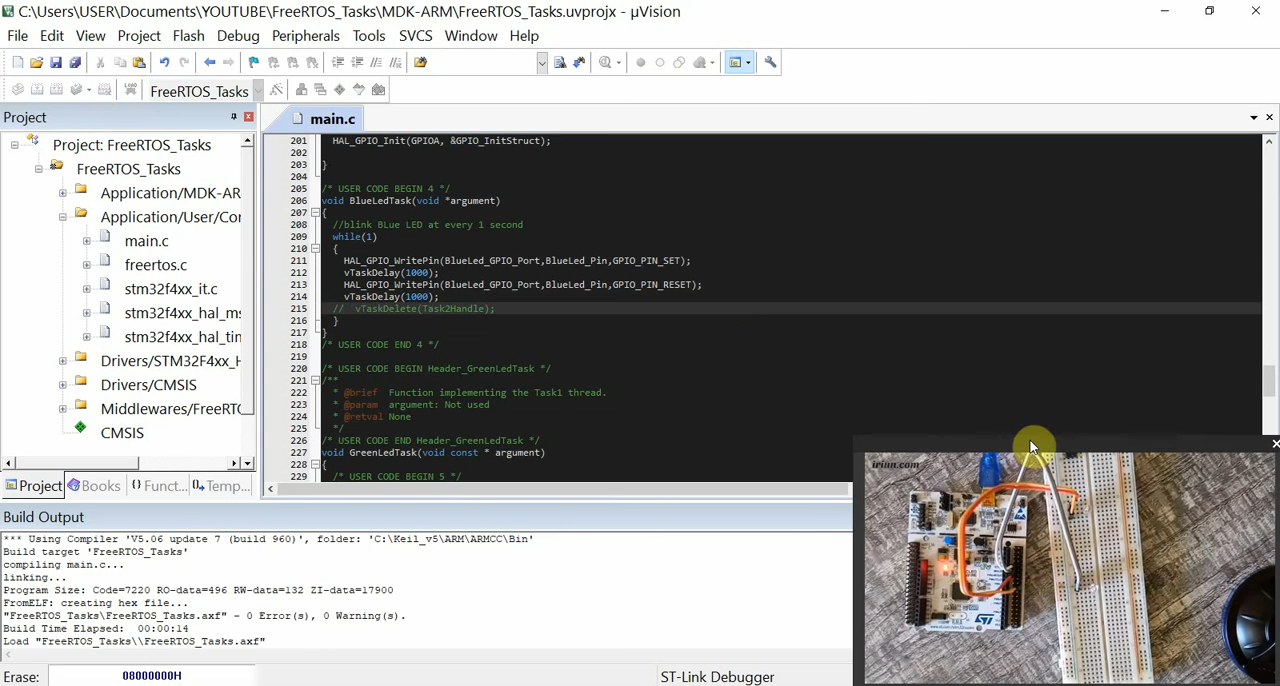 C:\Users\USER\Documents\YOUTUBE\FreeRTOS_Tasks\MDK-ARM\FreeRTOS_Tasks.uvprojx - µVision
File Edit View Project Flash Debug Peripherals Tools SVCS Window Help
FreeRTOS_Tasks
Project
main.c
Project: FreeRTOS_Tasks
FreeRTOS_Tasks
Application/MDK-AR
Application/User/Cor
main.c
freertos.c
stm32f4xx_it.c
stm32f4xx_hal_ms
stm32f4xx_hal_tin
Drivers/STM32F4xx_H
Drivers/CMSIS
Middlewares/FreeRTO
CMSIS
Project Books {} Funct... Temp...
201 HAL_GPIO_Init(GPIOA, &GPIO_InitStruct);
202
203 }
204
205 /* USER CODE BEGIN 4 */
206 void BlueLedTask(void *argument)
207 {
208 //blink BLue LED at every 1 second
209 while(1)
210 {
211 HAL_GPIO_WritePin(BlueLed_GPIO_Port,BlueLed_Pin,GPIO_PIN_SET);
212 vTaskDelay(1000);
213 HAL_GPIO_WritePin(BlueLed_GPIO_Port,BlueLed_Pin,GPIO_PIN_RESET);
214 vTaskDelay(1000);
215 // vTaskDelete(Task2Handle);
216 }
217 }
218 /* USER CODE END 4 */
219
220 /* USER CODE BEGIN Header_GreenLedTask */
221 /**
222 * @brief Function implementing the Task1 thread.
223 * @param argument: Not used
224 * @retval None
225 */
226 /* USER CODE END Header_GreenLedTask */
227 void GreenLedTask(void const * argument)
228 {
229 /* USER CODE BEGIN 5 */
iriun.com
Build Output
*** Using Compiler 'V5.06 update 7 (build 960)', folder: 'C:\Keil_v5\ARM\ARMCC\Bin'
Build target 'FreeRTOS_Tasks'
compiling main.c...
linking...
Program Size: Code=7220 RO-data=496 RW-data=132 ZI-data=17900
FromELF: creating hex file...
"FreeRTOS_Tasks\FreeRTOS_Tasks.axf" - 0 Error(s), 0 Warning(s).
Build Time Elapsed: 00:00:14
Load "FreeRTOS_Tasks\\FreeRTOS_Tasks.axf"
Erase: 08000000H ST-Link Debugger